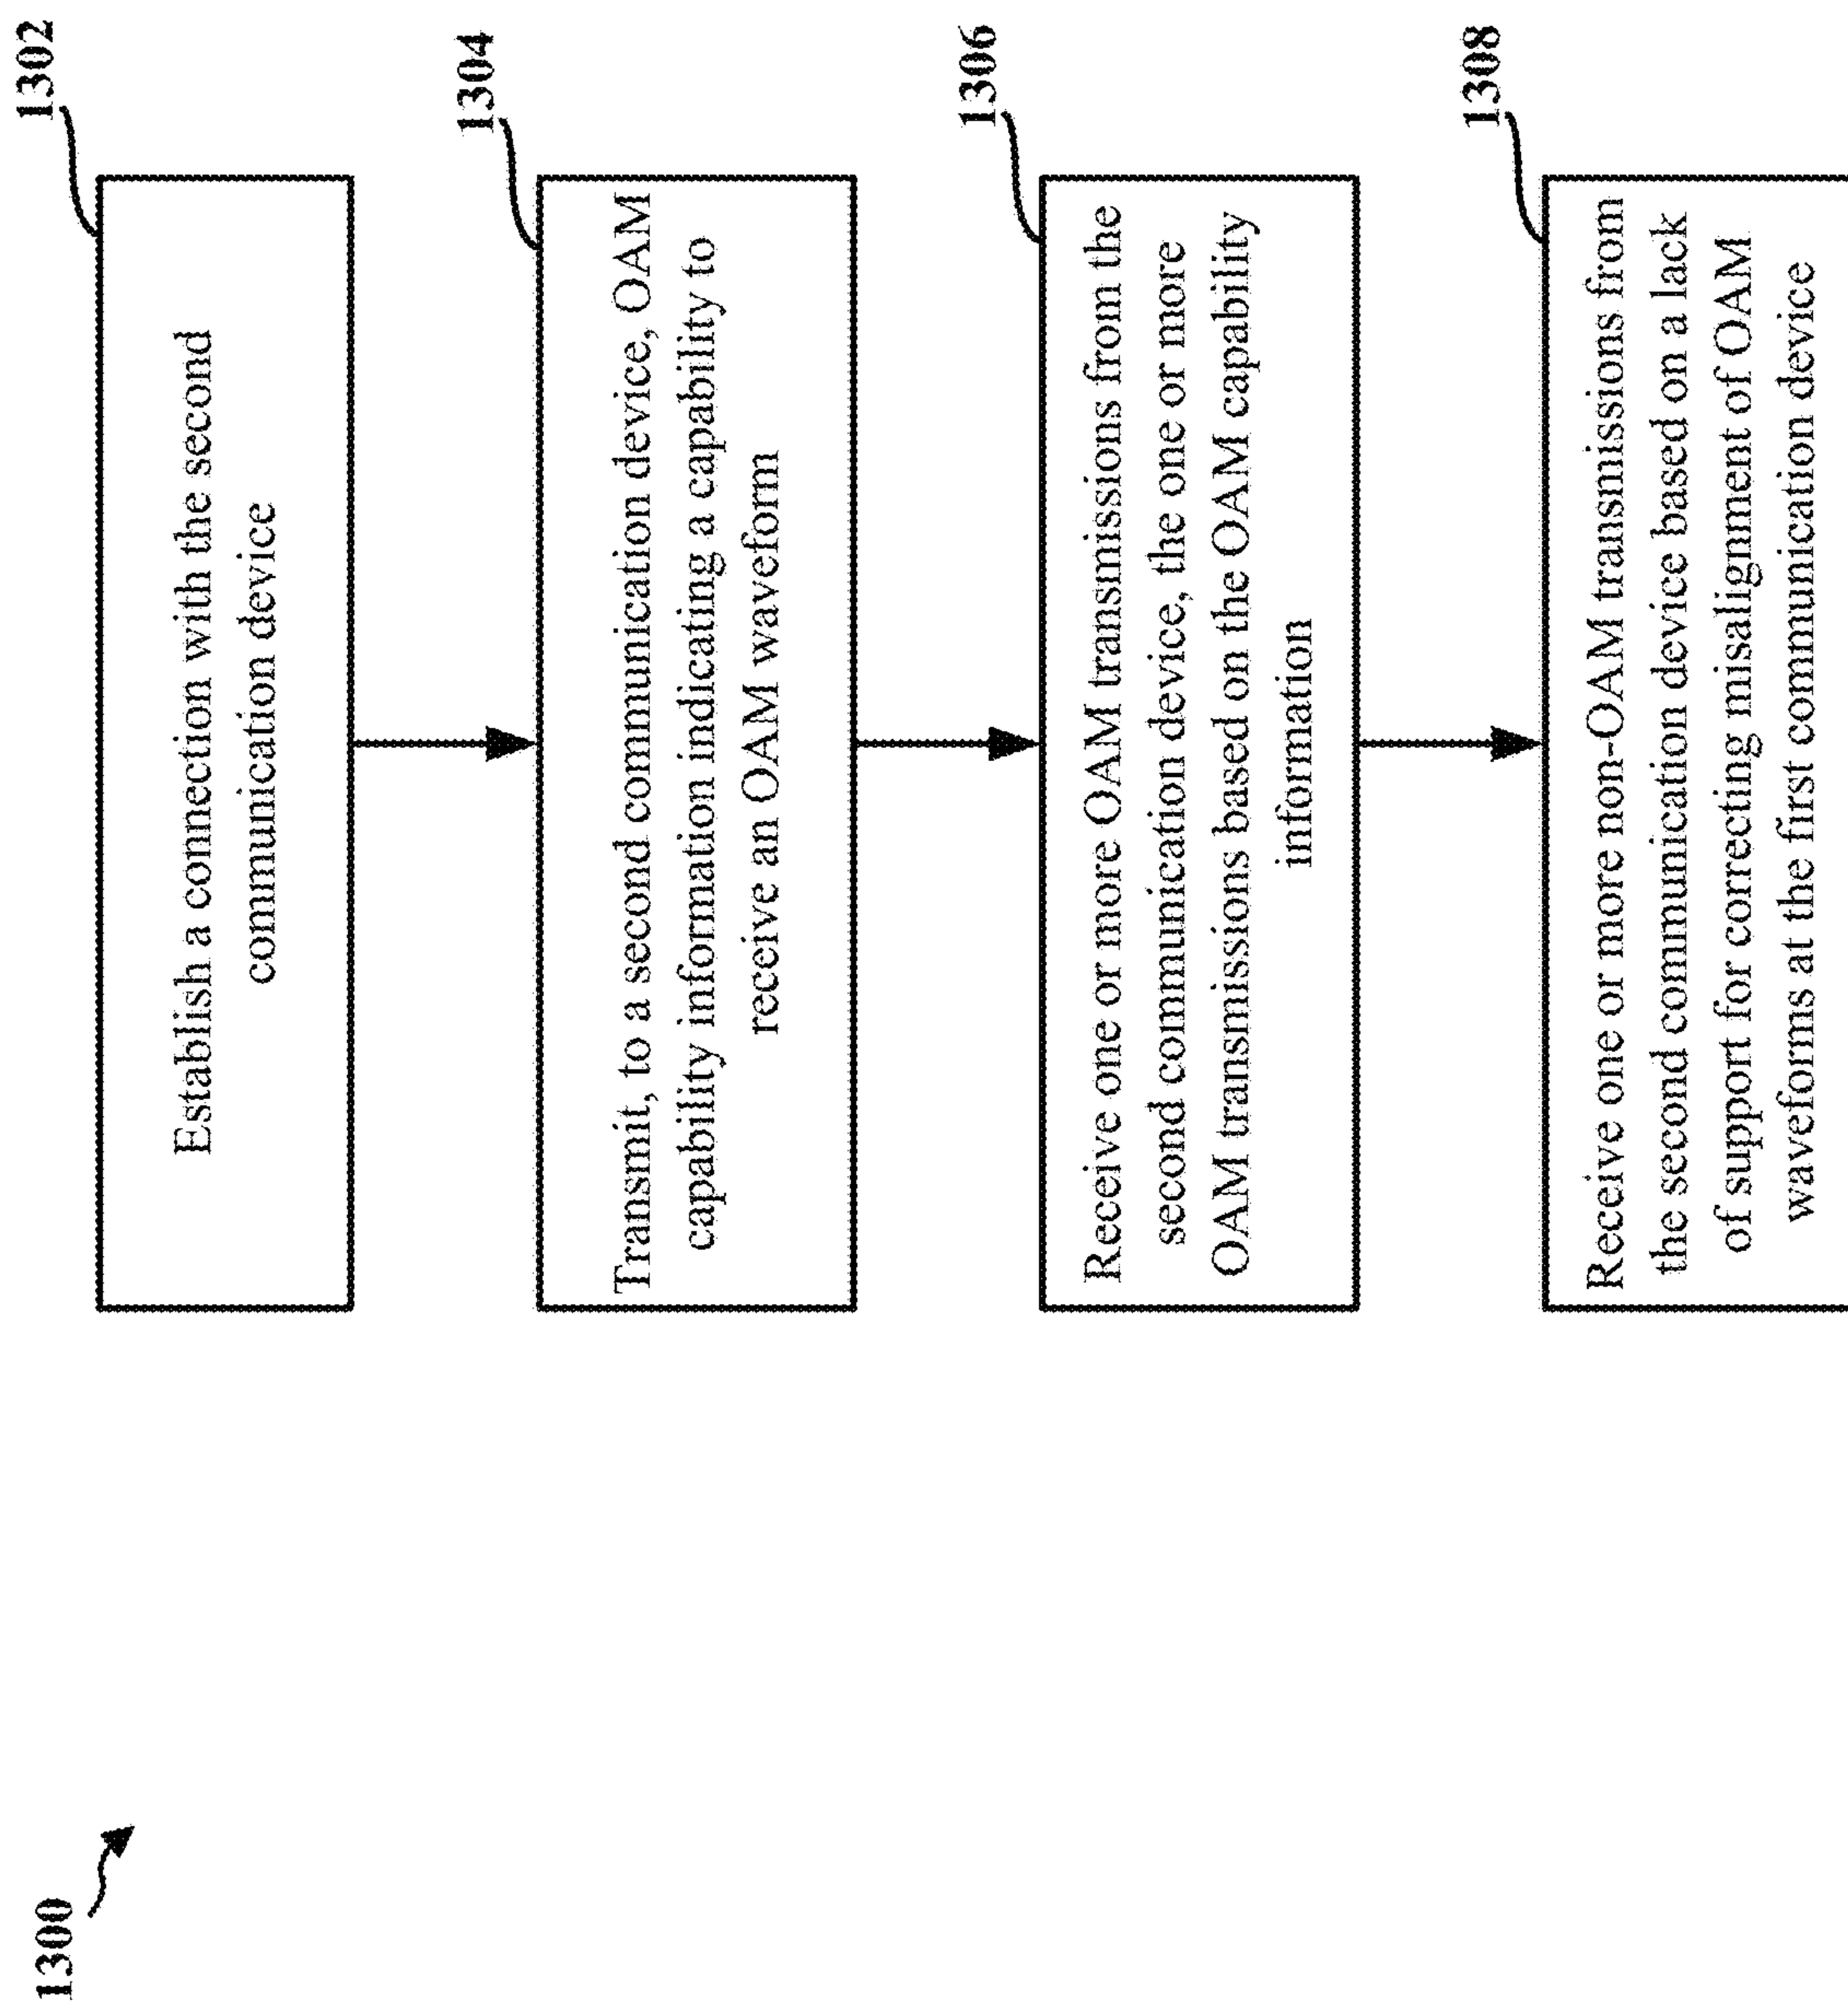 1300
1302
Establish a connection with the second
communication device
1304
Transmit, to a second communication device, OAM
capability information indicating a capability to
receive an OAM waveform
1306
Receive one or more OAM transmissions from the
second communication device, the one or more
OAM transmissions based on the OAM capability
information
1308
Receive one or more non-OAM transmissions from
the second communication device based on a lack
of support for correcting misalignment of OAM
waveforms at the first communication device